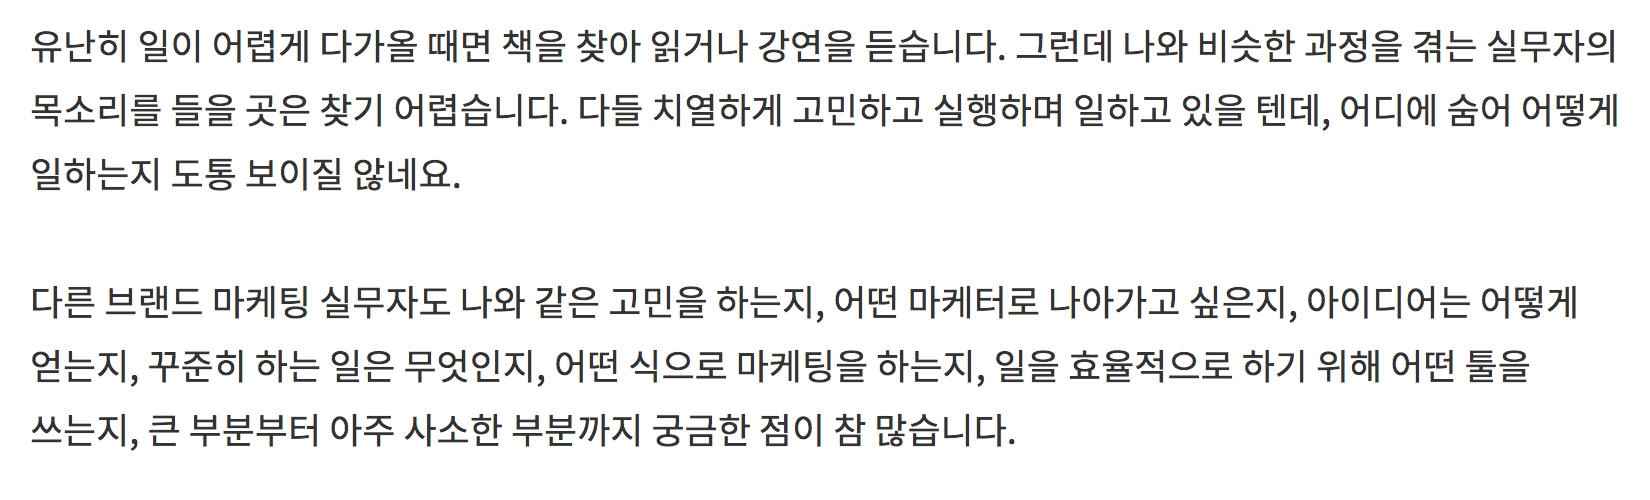 유난히 일이 어렵게 다가올 때면 책을 찾아 읽거나 강연을 듣습니다. 그런데 나와 비슷한 과정을 겪는 실무자의
목소리를 들을 곳은 찾기 어렵습니다. 다들 치열하게 고민하고 실행하며 일하고 있을 텐데, 어디에 숨어 어떻게
일하는지 도통 보이질 않네요.
다른 브랜드 마케팅 실무자도 나와 같은 고민을 하는지, 어떤 마케터로 나아가고 싶은지, 아이디어는 어떻게
얻는지, 꾸준히 하는 일은 무엇인지, 어떤 식으로 마케팅을 하는지, 일을 효율적으로 하기 위해 어떤 툴을
쓰는지, 큰 부분부터 아주 사소한 부분까지 궁금한 점이 참 많습니다.